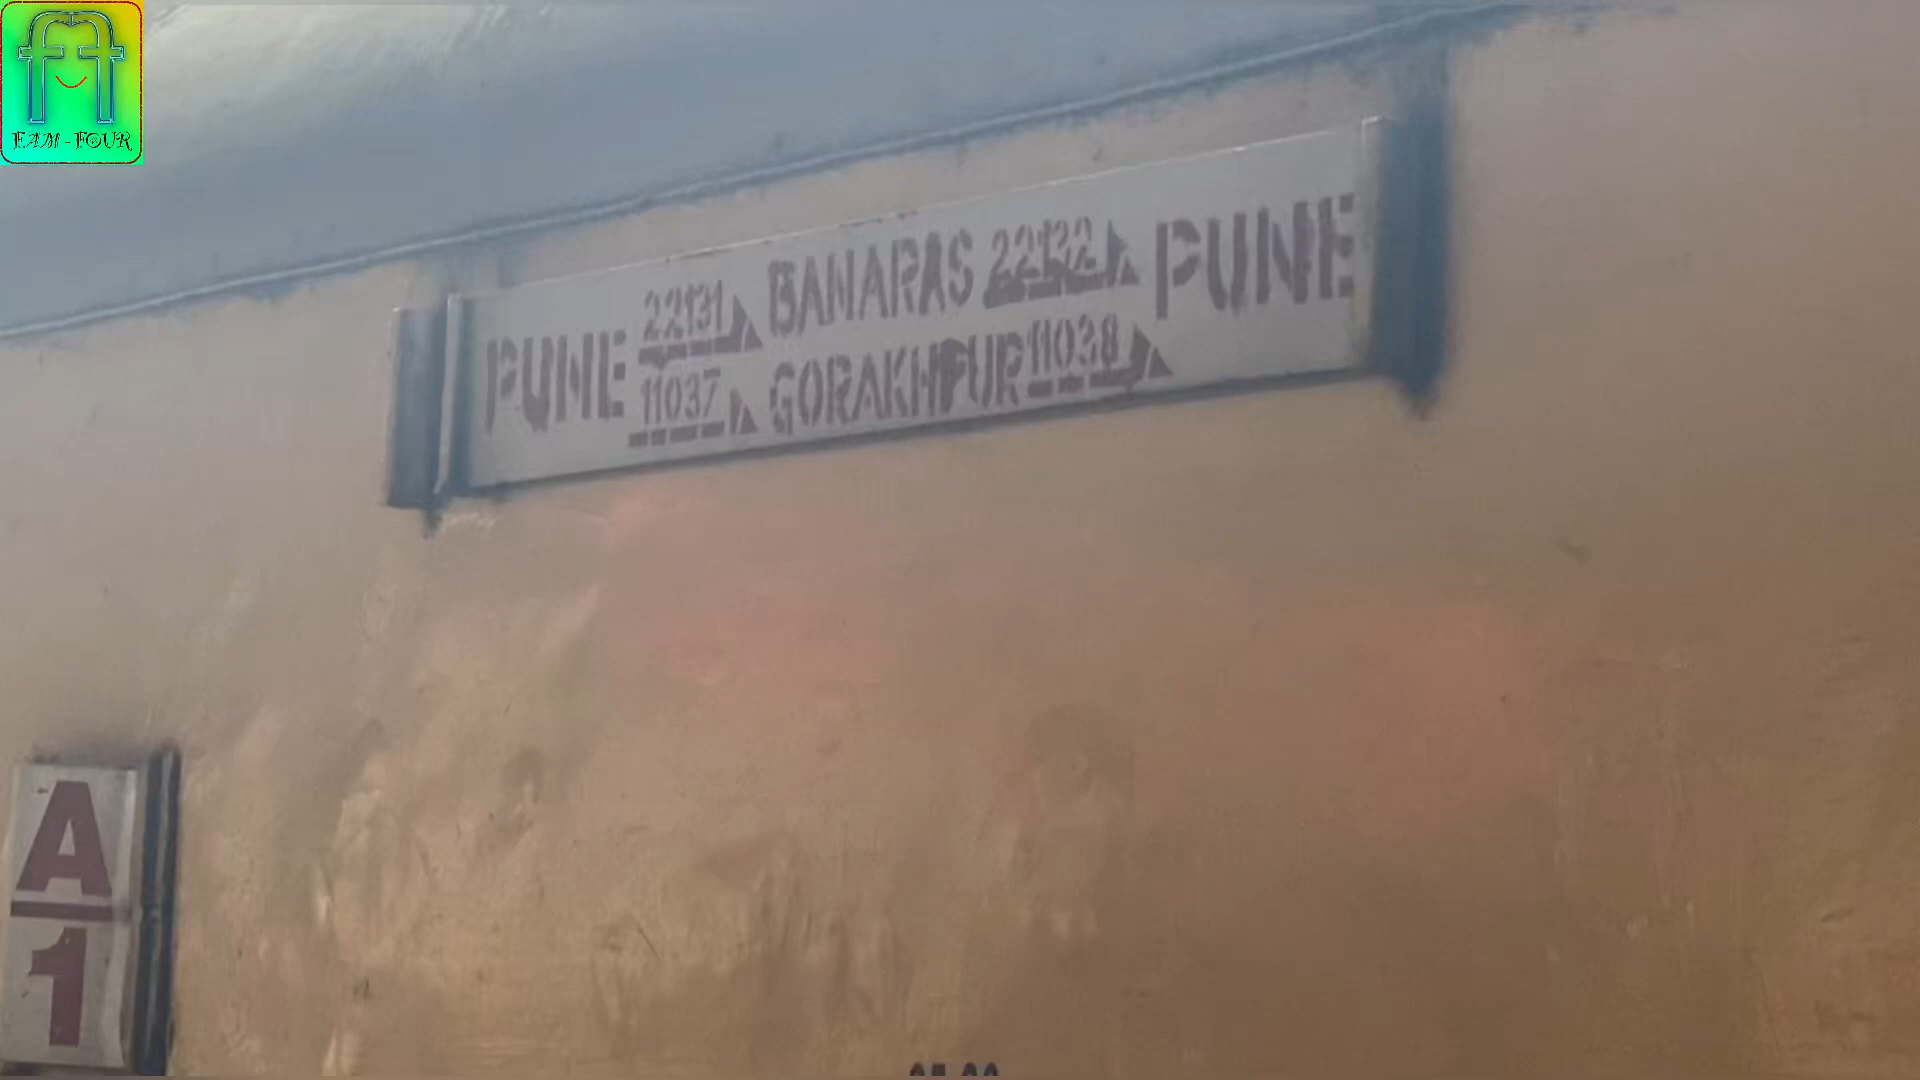 FAM-FOUR
PUNE 22131 BANARAS 22132 PUNE
11037 GORAKHPUR 11038
A
1